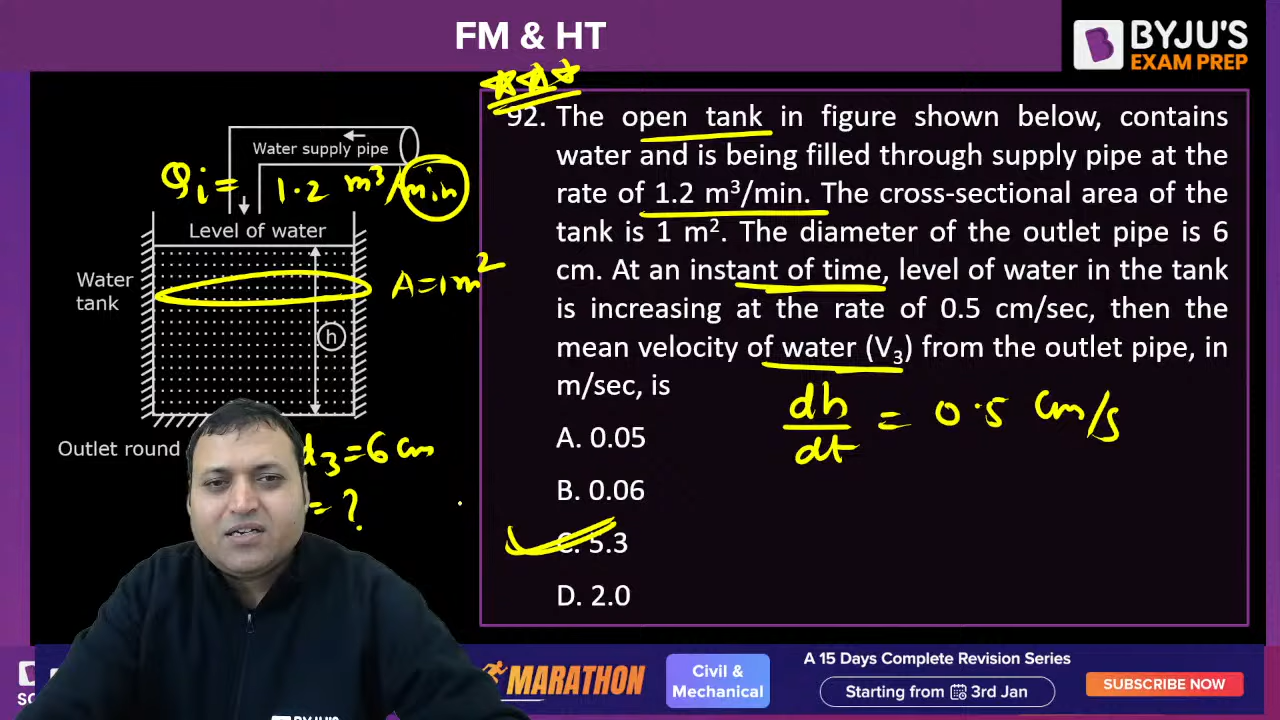 FM & HT
BYJU'S
EXAM PREP
92. The open tank in figure shown below, contains
water and is being filled through supply pipe at the
rate of 1.2 m³/min. The cross-sectional area of the
tank is 1 m². The diameter of the outlet pipe is 6
cm. At an instant of time, level of water in the tank
is increasing at the rate of 0.5 cm/sec, then the
mean velocity of water (V₃) from the outlet pipe, in
m/sec, is
A. 0.05
B. 0.06
C. 5.3
D. 2.0
dh/dt = 0.5 cm/s
Water supply pipe
Qi = 1.2 m³/min
Level of water
Water
tank
A = 1m²
h
Outlet round
d₃ = 6 cm
= ?
MARATHON
Civil &
Mechanical
A 15 Days Complete Revision Series
Starting from 3rd Jan
SUBSCRIBE NOW
BYJU'S